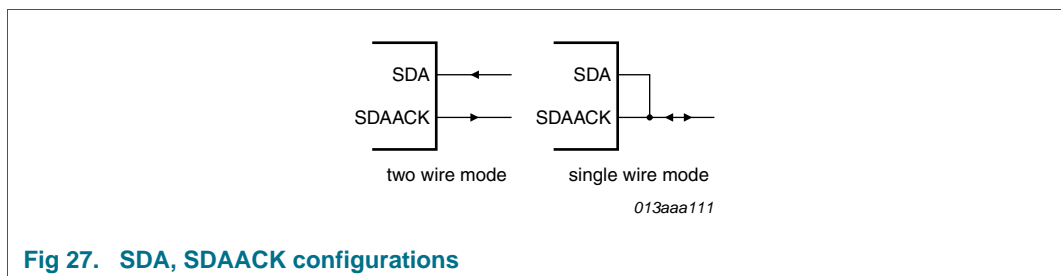 SDA
SDAACK
two wire mode
SDA
SDAACK
single wire mode
013aaa111
Fig 27. SDA, SDAACK configurations